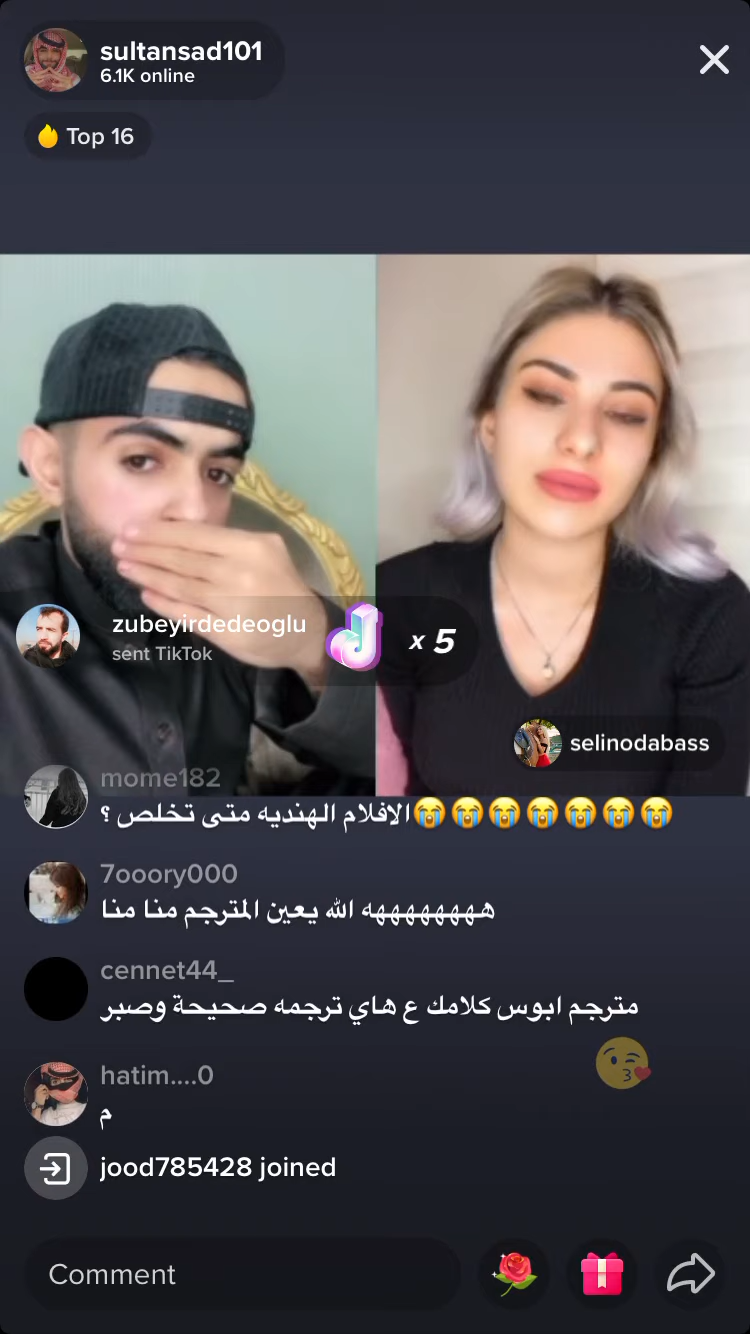 sultansad101
6.1K online
Top 16
zubeyirdedeoglu
sent TikTok
x 5
selinodabass
mome182
الافلام الهنديه متى تخلص ؟
7ooory000
هههههههههه الله يعين المترجم منا منا
cennet44_
مترجم ابوس كلامك ع هاي ترجمه صحيحة وصبر
hatim....0
م
jood785428 joined
Comment